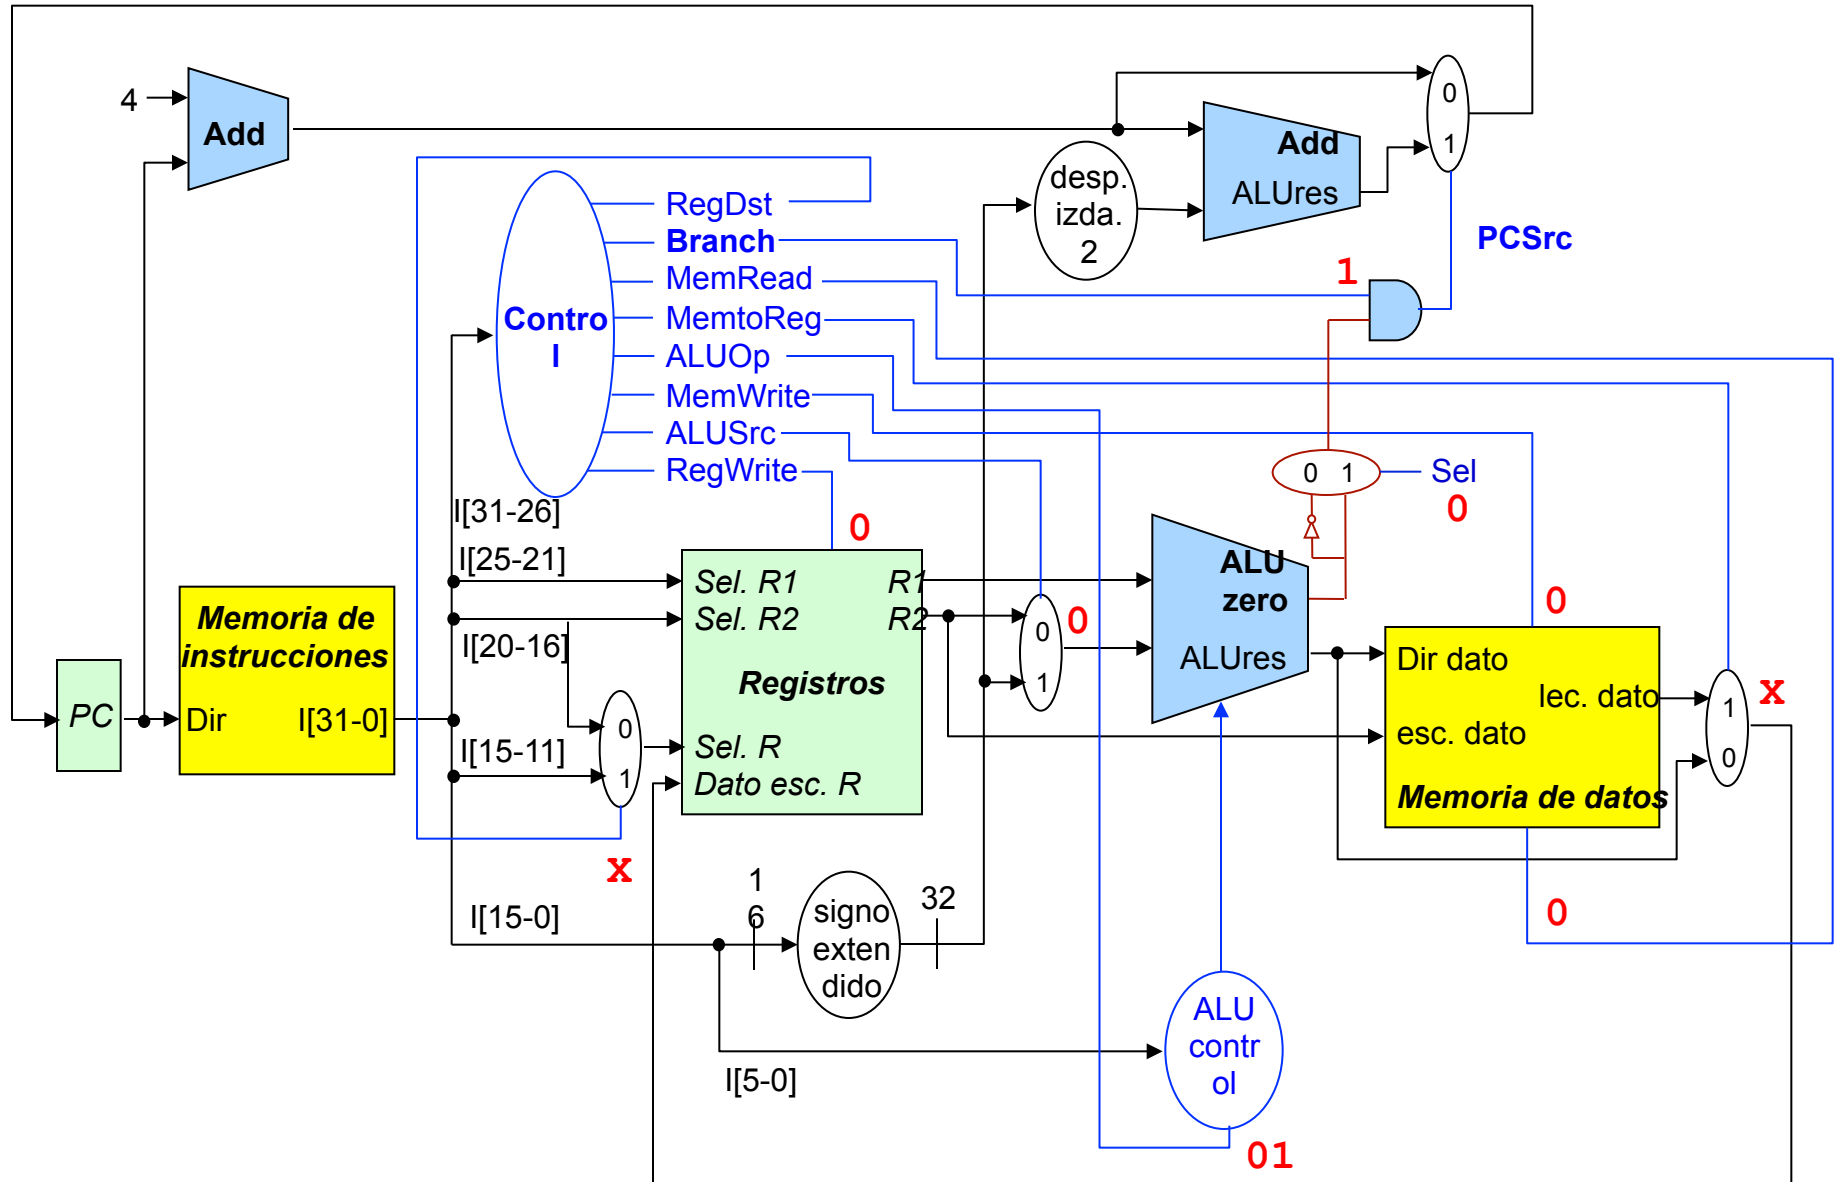 4
Add
0
1
Add
ALUres
desp.
izda.
2
PCSrc
1
RegDst
Branch
MemRead
MemtoReg
ALUOp
MemWrite
ALUSrc
RegWrite
Contro
l
0 1
Sel
0
I[31-26]
0
I[25-21]
Sel. R1
R1
Sel. R2
R2
I[20-16]
Registros
Sel. R
Dato esc. R
0
1
0
ALU
zero
ALUres
0
Memoria de
instrucciones
Dir
I[31-0]
PC
I[15-11]
0
1
x
Dir dato
lec. dato
esc. dato
Memoria de datos
1
0
x
0
I[15-0]
1
6
signo
exten
dido
32
I[5-0]
ALU
contr
ol
01